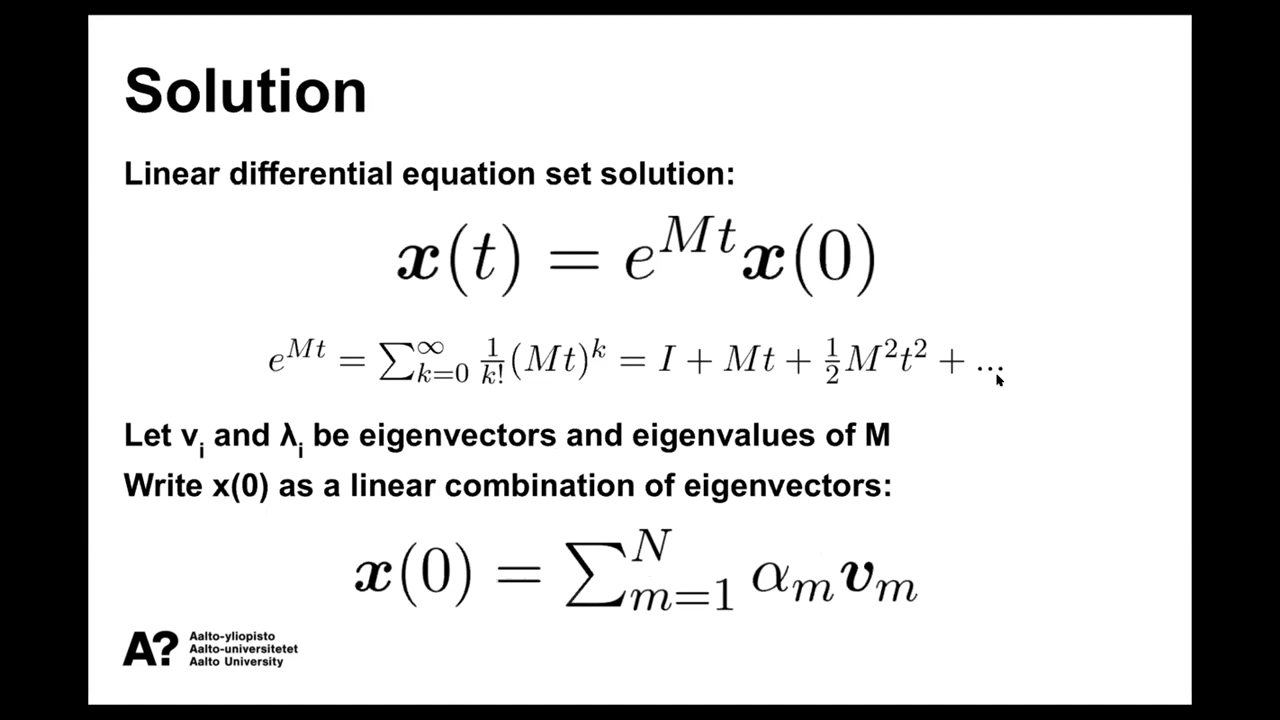 Solution
Linear differential equation set solution:
x(t) = e^{Mt}x(0)
e^{Mt} = ∑_{k=0}^{∞} \frac{1}{k!}(Mt)^k = I + Mt + \frac{1}{2}M^2t^2 + ...
Let v_i and λ_i be eigenvectors and eigenvalues of M
Write x(0) as a linear combination of eigenvectors:
x(0) = ∑_{m=1}^{N} α_m v_m
A?
Aalto-yliopisto
Aalto-universitetet
Aalto University